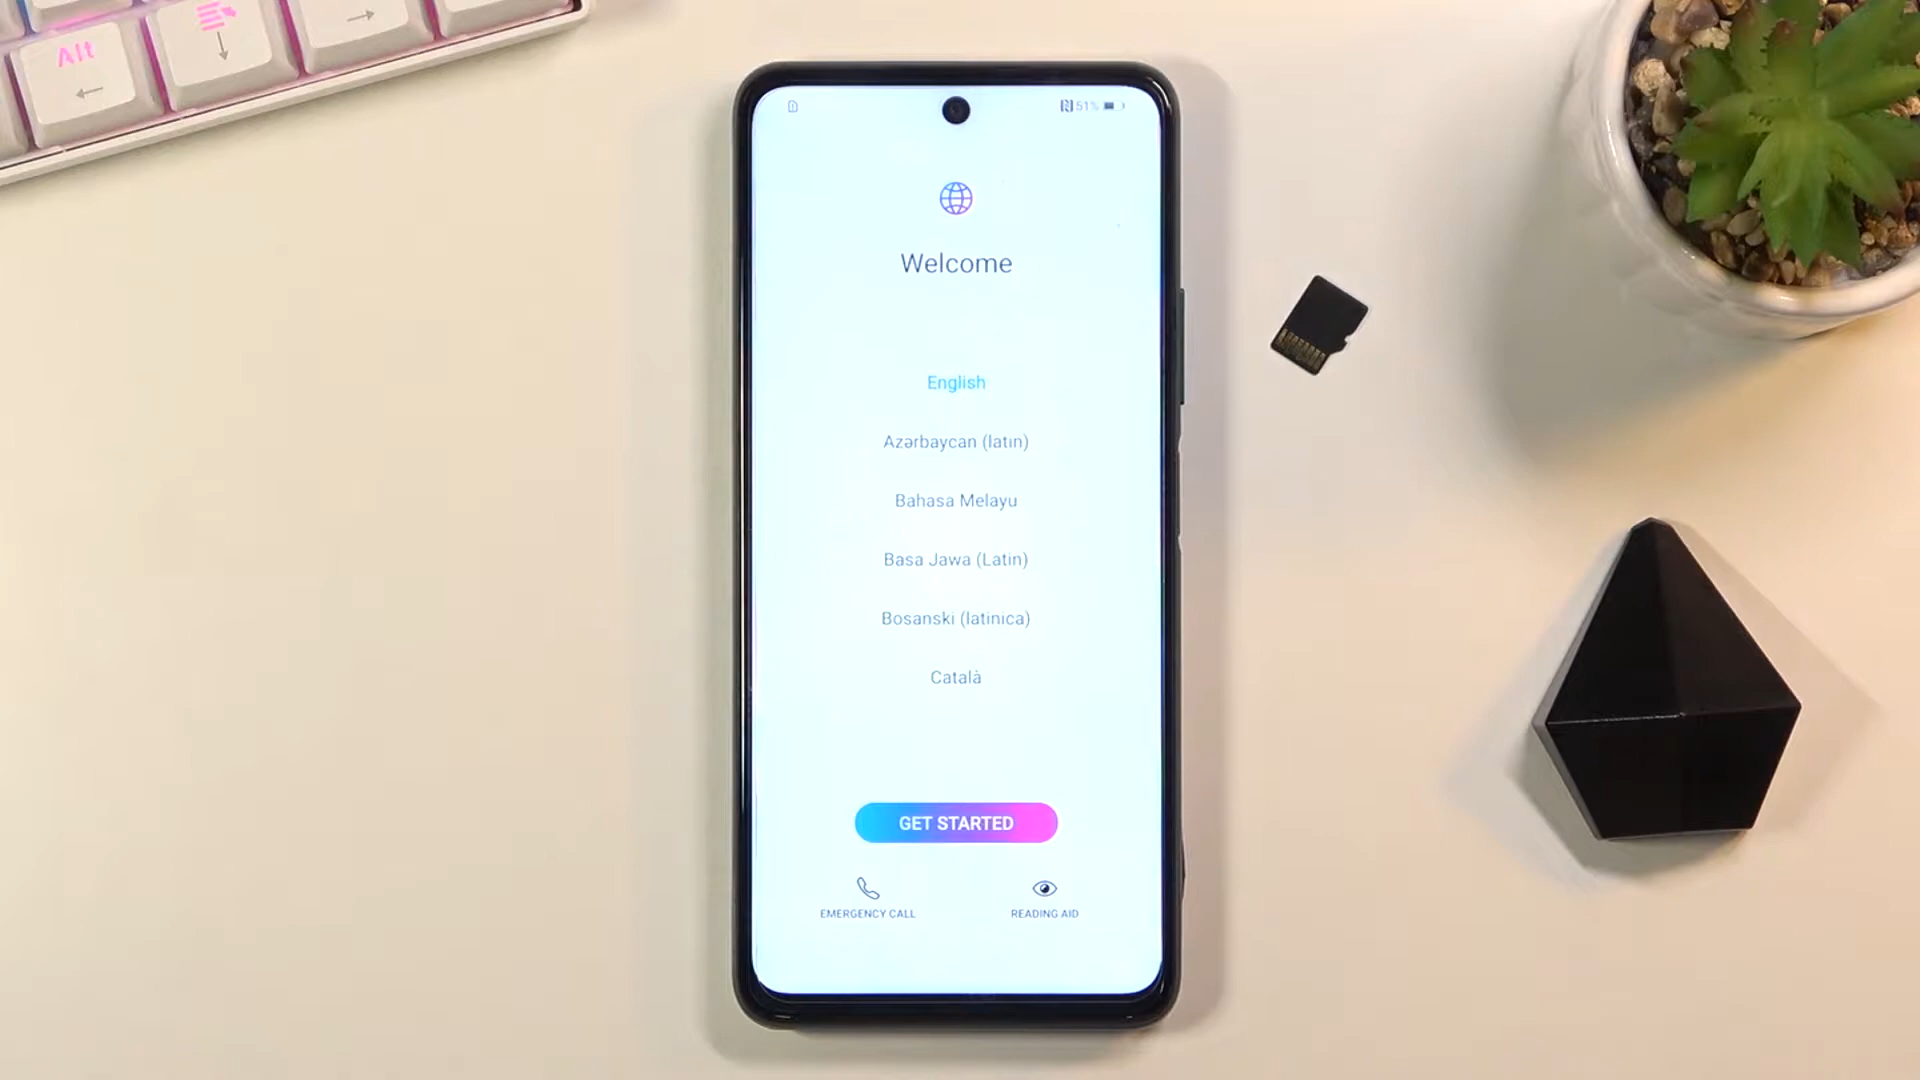 Alt
51%
Welcome
English
Azərbaycan (latın)
Bahasa Melayu
Basa Jawa (Latin)
Bosanski (latinica)
Català
GET STARTED
EMERGENCY CALL
READING AID